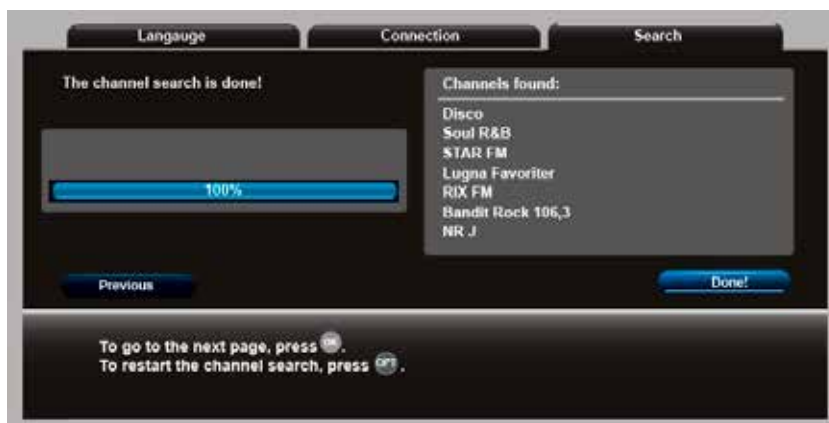 Langauge
Connection
Search
The channel search is done!
100%
Channels found:
Disco
Soul R&B
STAR FM
Lugna Favoriter
RIX FM
Bandit Rock 106,3
NRJ
Previous
Done!
To go to the next page, press OK.
To restart the channel search, press OPT.